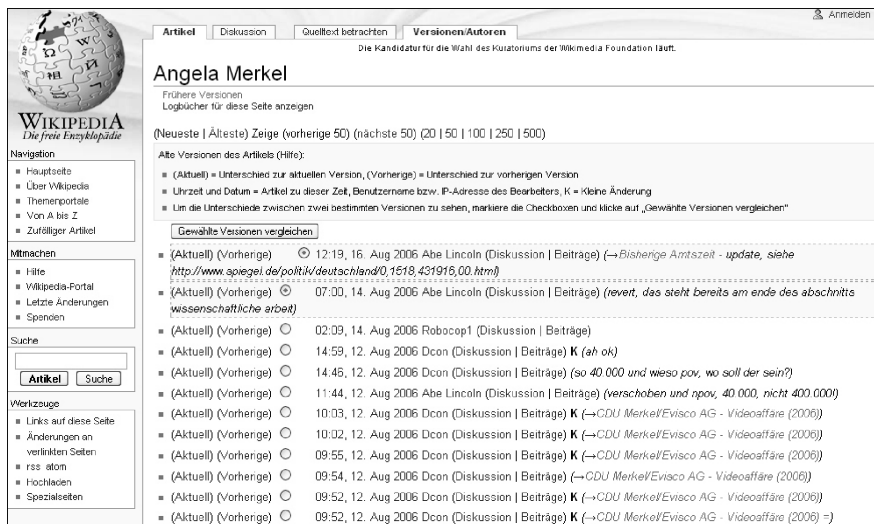 Anmelden
Artikel Diskussion Quelltext betrachten Versionen/Autoren
Die Kandidatur für die Wahl des Kuratoriums der Wikimedia Foundation läuft.
Angela Merkel
Frühere Versionen
Logbücher für diese Seite anzeigen
(Neueste | Älteste) Zeige (vorherige 50) (nächste 50) (20 | 50 | 100 | 250 | 500)
Alte Versionen des Artikels (Hilfe):
(Aktuell) = Unterschied zur aktuellen Version, (Vorherige) = Unterschied zur vorherigen Version
Uhrzeit und Datum = Artikel zu dieser Zeit, Benutzername bzw. IP-Adresse des Bearbeiters, K = Kleine Änderung
Um die Unterschiede zwischen zwei bestimmten Versionen zu sehen, markiere die Checkboxen und klicke auf „Gewählte Versionen vergleichen"
Gewählte Versionen vergleichen
(Aktuell) (Vorherige) 12:19, 16. Aug 2006 Abe Lincoln (Diskussion | Beiträge) (→Bisherige Amtszeit - update, siehe
http://www.spiegel.de/politik/deutschland/0,1518,431915,00.html)
(Aktuell) (Vorherige) 07:00, 14. Aug 2006 Abe Lincoln (Diskussion | Beiträge) (revert, das steht bereits am ende des abschnitts
wissenschaftliche arbeit)
(Aktuell) (Vorherige) 02:09, 14. Aug 2006 Robocop1 (Diskussion | Beiträge)
(Aktuell) (Vorherige) 14:59, 12. Aug 2006 Dcon (Diskussion | Beiträge) K (ah ok)
(Aktuell) (Vorherige) 14:46, 12. Aug 2006 Dcon (Diskussion | Beiträge) (so 40.000 und wieso pov, wo soll der sein?)
(Aktuell) (Vorherige) 11:44, 12. Aug 2006 Abe Lincoln (Diskussion | Beiträge) (verschoben und npov, 40.000, nicht 400.000!)
(Aktuell) (Vorherige) 10:03, 12. Aug 2006 Dcon (Diskussion | Beiträge) K (→CDU Merkel/Evisco AG - Videoaffäre (2006))
(Aktuell) (Vorherige) 10:02, 12. Aug 2006 Dcon (Diskussion | Beiträge) K (→CDU Merkel/Evisco AG - Videoaffäre (2006))
(Aktuell) (Vorherige) 09:55, 12. Aug 2006 Dcon (Diskussion | Beiträge) K (→CDU Merkel/Evisco AG - Videoaffäre (2006))
(Aktuell) (Vorherige) 09:54, 12. Aug 2006 Dcon (Diskussion | Beiträge) (→CDU Merkel/Evisco AG - Videoaffäre (2006))
(Aktuell) (Vorherige) 09:52, 12. Aug 2006 Dcon (Diskussion | Beiträge) K (→CDU Merkel/Evisco AG - Videoaffäre (2006))
(Aktuell) (Vorherige) 09:52, 12. Aug 2006 Dcon (Diskussion | Beiträge) K (→CDU Merkel/Evisco AG - Videoaffäre (2006) =)
WIKIPEDIA
Die freie Enzyklopädie
Navigation
Hauptseite
Über Wikipedia
Themenportale
Von A bis Z
Zufälliger Artikel
Mitmachen
Hilfe
Wikipedia-Portal
Letzte Änderungen
Spenden
Suche
Artikel Suche
Werkzeuge
Links auf diese Seite
Änderungen an
verlinkten Seiten
rss atom
Hochladen
Spezialseiten